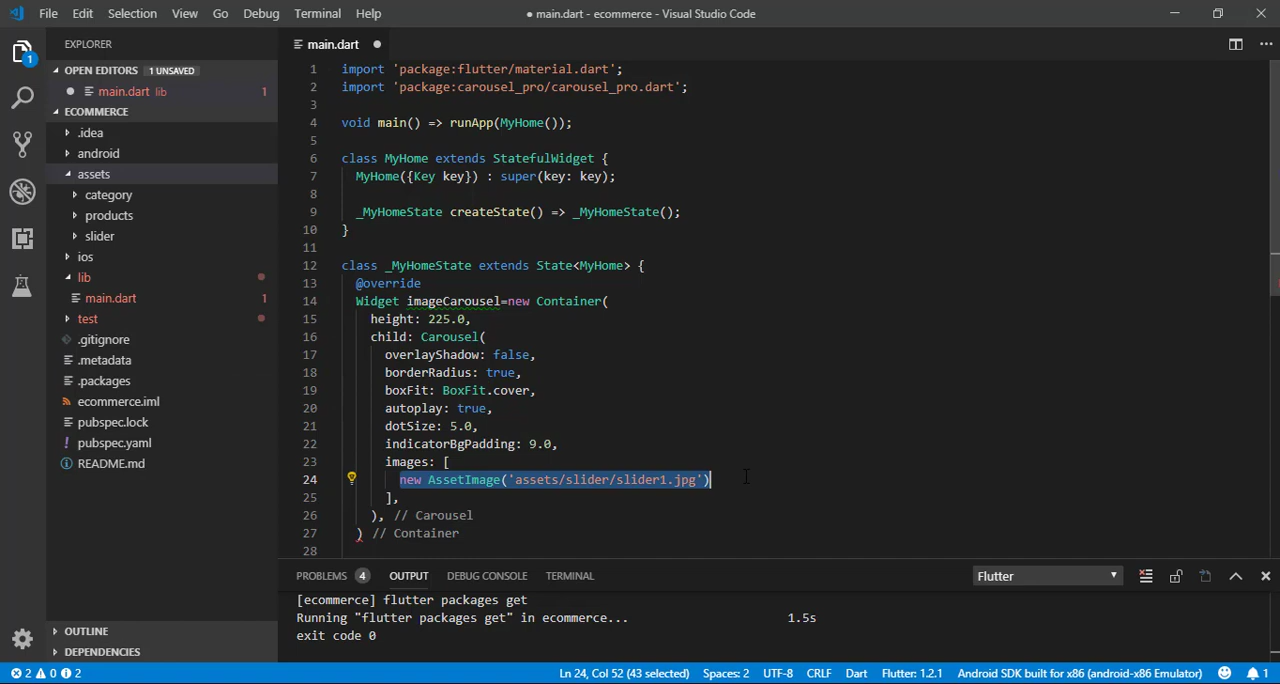 File Edit Selection View Go Debug Terminal Help
● main.dart - ecommerce - Visual Studio Code
EXPLORER
OPEN EDITORS 1 UNSAVED
main.dart lib 1
ECOMMERCE
.idea
android
assets
category
products
slider
ios
lib
main.dart 1
test
.gitignore
.metadata
.packages
ecommerce.iml
pubspec.lock
! pubspec.yaml
README.md
OUTLINE
DEPENDENCIES
1
main.dart
1 import 'package:flutter/material.dart';
2 import 'package:carousel_pro/carousel_pro.dart';
3
4 void main() => runApp(MyHome());
5
6 class MyHome extends StatefulWidget {
7 MyHome({Key key}) : super(key: key);
8
9 _MyHomeState createState() => _MyHomeState();
10 }
11
12 class _MyHomeState extends State<MyHome> {
13 @override
14 Widget imageCarousel=new Container(
15 height: 225.0,
16 child: Carousel(
17 overlayShadow: false,
18 borderRadius: true,
19 boxFit: BoxFit.cover,
20 autoplay: true,
21 dotSize: 5.0,
22 indicatorBgPadding: 9.0,
23 images: [
24 new AssetImage('assets/slider/slider1.jpg')
25 ],
26 ), // Carousel
27 ) // Container
28
PROBLEMS 4 OUTPUT DEBUG CONSOLE TERMINAL Flutter
[ecommerce] flutter packages get
Running "flutter packages get" in ecommerce... 1.5s
exit code 0
2 0 2 Ln 24, Col 52 (43 selected) Spaces: 2 UTF-8 CRLF Dart Flutter: 1.2.1 Android SDK built for x86 (android-x86 Emulator) 1